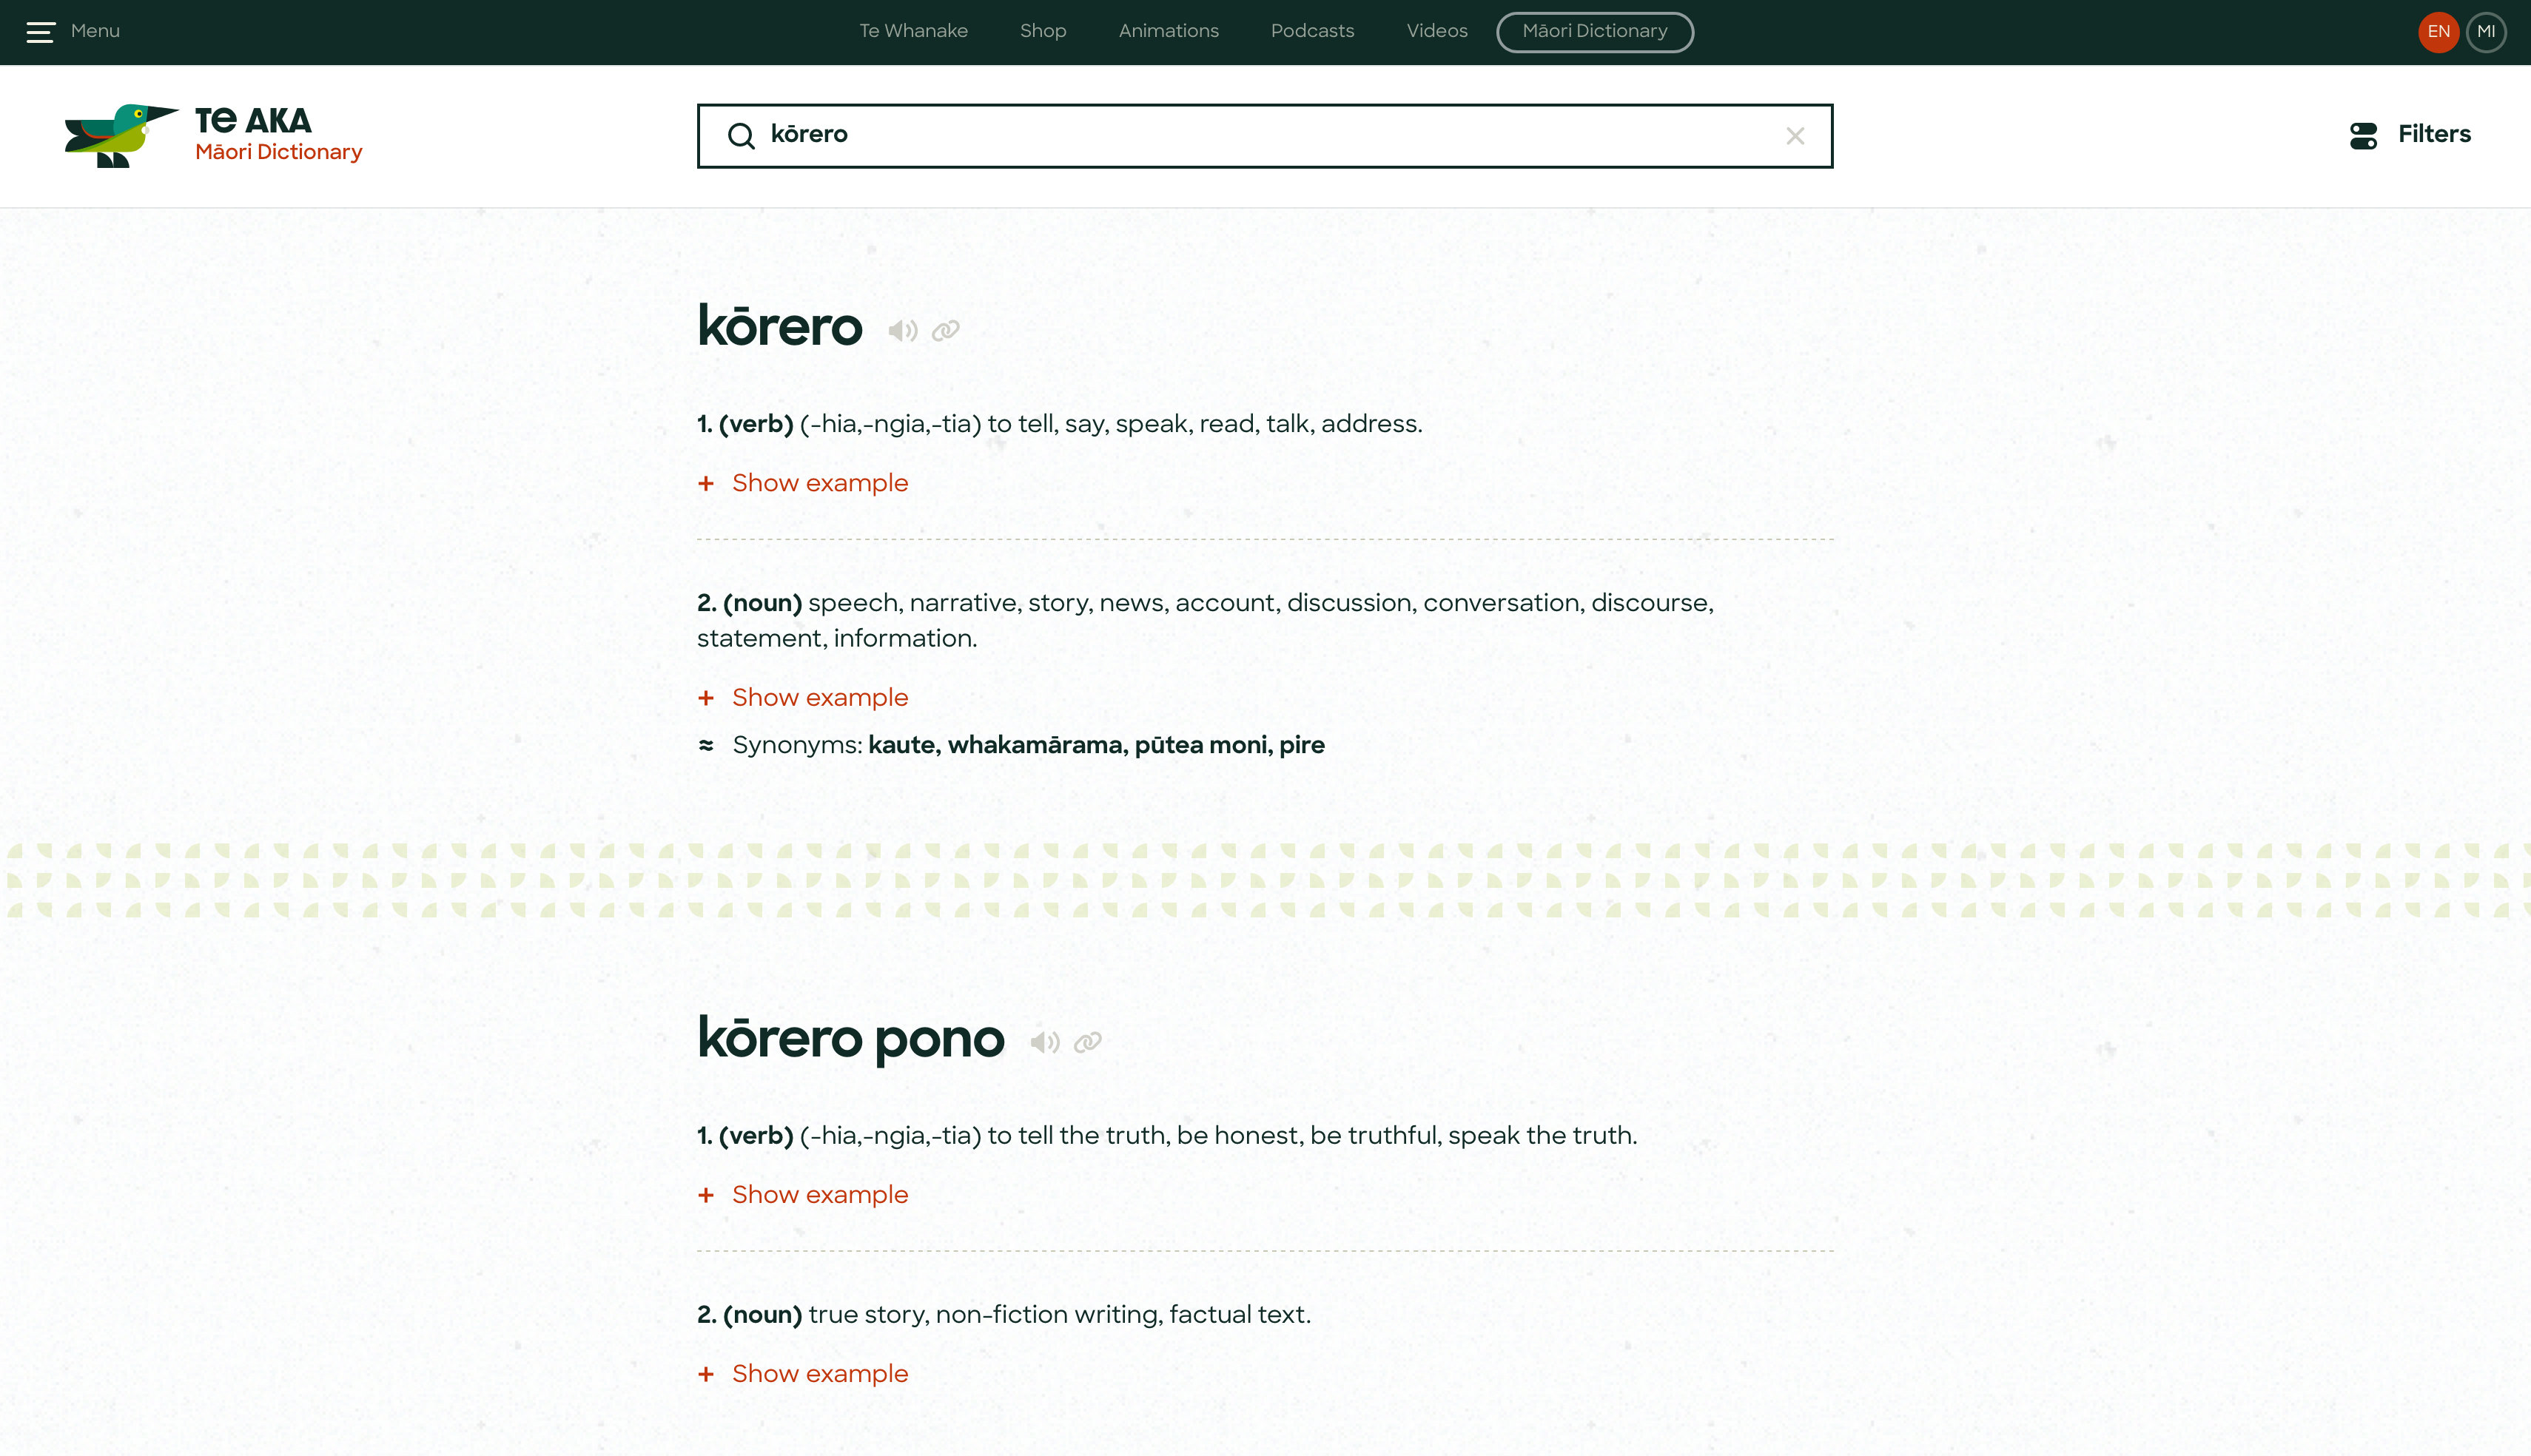 Menu
Te Whanake
Shop
Animations
Podcasts
Videos
Māori Dictionary
EN
MI
Te AKA
Māori Dictionary
kōrero
Filters
kōrero
1. (verb) (-hia,-ngia,-tia) to tell, say, speak, read, talk, address.
+ Show example
2. (noun) speech, narrative, story, news, account, discussion, conversation, discourse,
statement, information.
+ Show example
≈ Synonyms: kaute, whakamārama, pūtea moni, pire
kōrero pono
1. (verb) (-hia,-ngia,-tia) to tell the truth, be honest, be truthful, speak the truth.
+ Show example
2. (noun) true story, non-fiction writing, factual text.
+ Show example